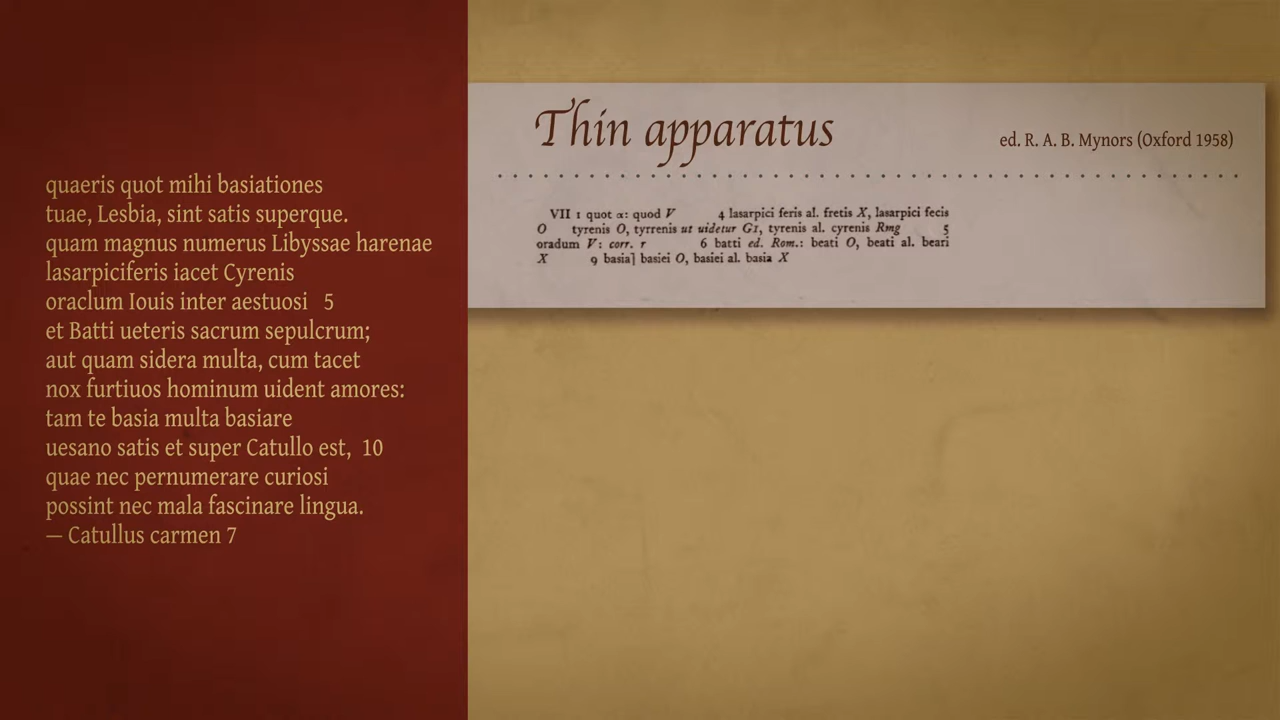 quaeris quot mihi basiationes
tuae, Lesbia, sint satis superque.
quam magnus numerus Libyssae harenae
lasarpiciferis iacet Cyrenis
oraclum Iouis inter aestuosi 5
et Batti ueteris sacrum sepulcrum;
aut quam sidera multa, cum tacet
nox furtiuos hominum uident amores:
tam te basia multa basiare
uesano satis et super Catullo est, 10
quae nec pernumerare curiosi
possint nec mala fascinare lingua.
— Catullus carmen 7
Thin apparatus
ed. R. A. B. Mynors (Oxford 1958)
VII 1 quot α: quod V 4 lasarpici feris al. fretis X, lasarpici fecis
O tyrenis O, tyrrenis ut uidetur G1, tyrenis al. cyrenis Rmg 5
oradum V: corr. r 6 batti ed. Rom.: beati O, beati al. beari
X 9 basia] basiei O, basiei al. basia X